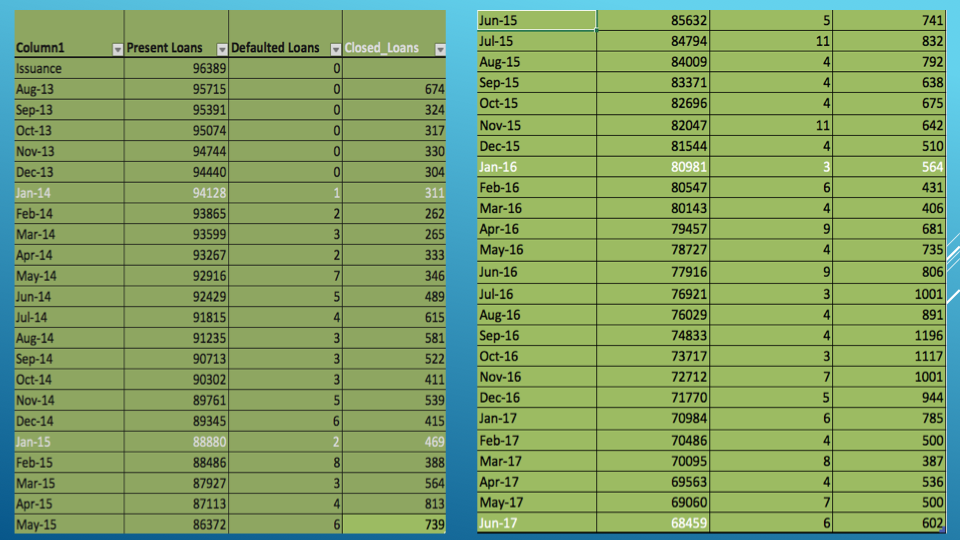 Column1 Present Loans Defaulted Loans Closed_Loans
Issuance 96389 0
Aug-13 95715 0 674
Sep-13 95391 0 324
Oct-13 95074 0 317
Nov-13 94744 0 330
Dec-13 94440 0 304
Jan-14 94128 1 311
Feb-14 93865 2 262
Mar-14 93599 3 265
Apr-14 93267 2 333
May-14 92916 7 346
Jun-14 92429 5 489
Jul-14 91815 4 615
Aug-14 91235 3 581
Sep-14 90713 3 522
Oct-14 90302 3 411
Nov-14 89761 5 539
Dec-14 89345 6 415
Jan-15 88880 2 469
Feb-15 88486 8 388
Mar-15 87927 3 564
Apr-15 87113 4 813
May-15 86372 6 739
Jun-15 85632 5 741
Jul-15 84794 11 832
Aug-15 84009 4 792
Sep-15 83371 4 638
Oct-15 82696 4 675
Nov-15 82047 11 642
Dec-15 81544 4 510
Jan-16 80981 3 564
Feb-16 80547 6 431
Mar-16 80143 4 406
Apr-16 79457 9 681
May-16 78727 4 735
Jun-16 77916 9 806
Jul-16 76921 3 1001
Aug-16 76029 4 891
Sep-16 74833 4 1196
Oct-16 73717 3 1117
Nov-16 72712 7 1001
Dec-16 71770 5 944
Jan-17 70984 6 785
Feb-17 70486 4 500
Mar-17 70095 8 387
Apr-17 69563 4 536
May-17 69060 7 500
Jun-17 68459 6 602